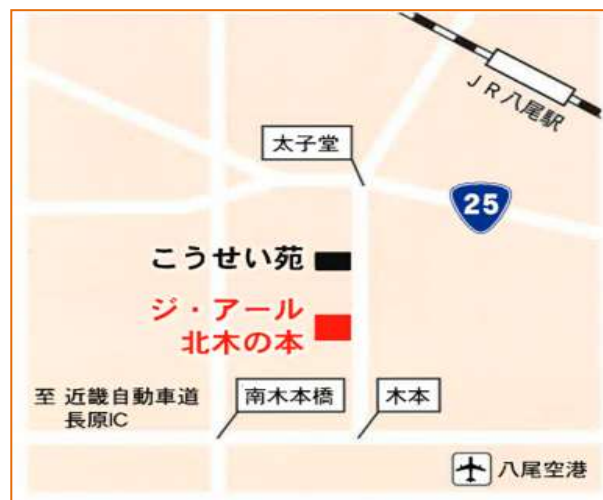 JR八尾駅
太子堂
25
こうせい苑
ジ・アール
北木の本
至 近畿自動車道
長原IC
南木本橋
木本
八尾空港